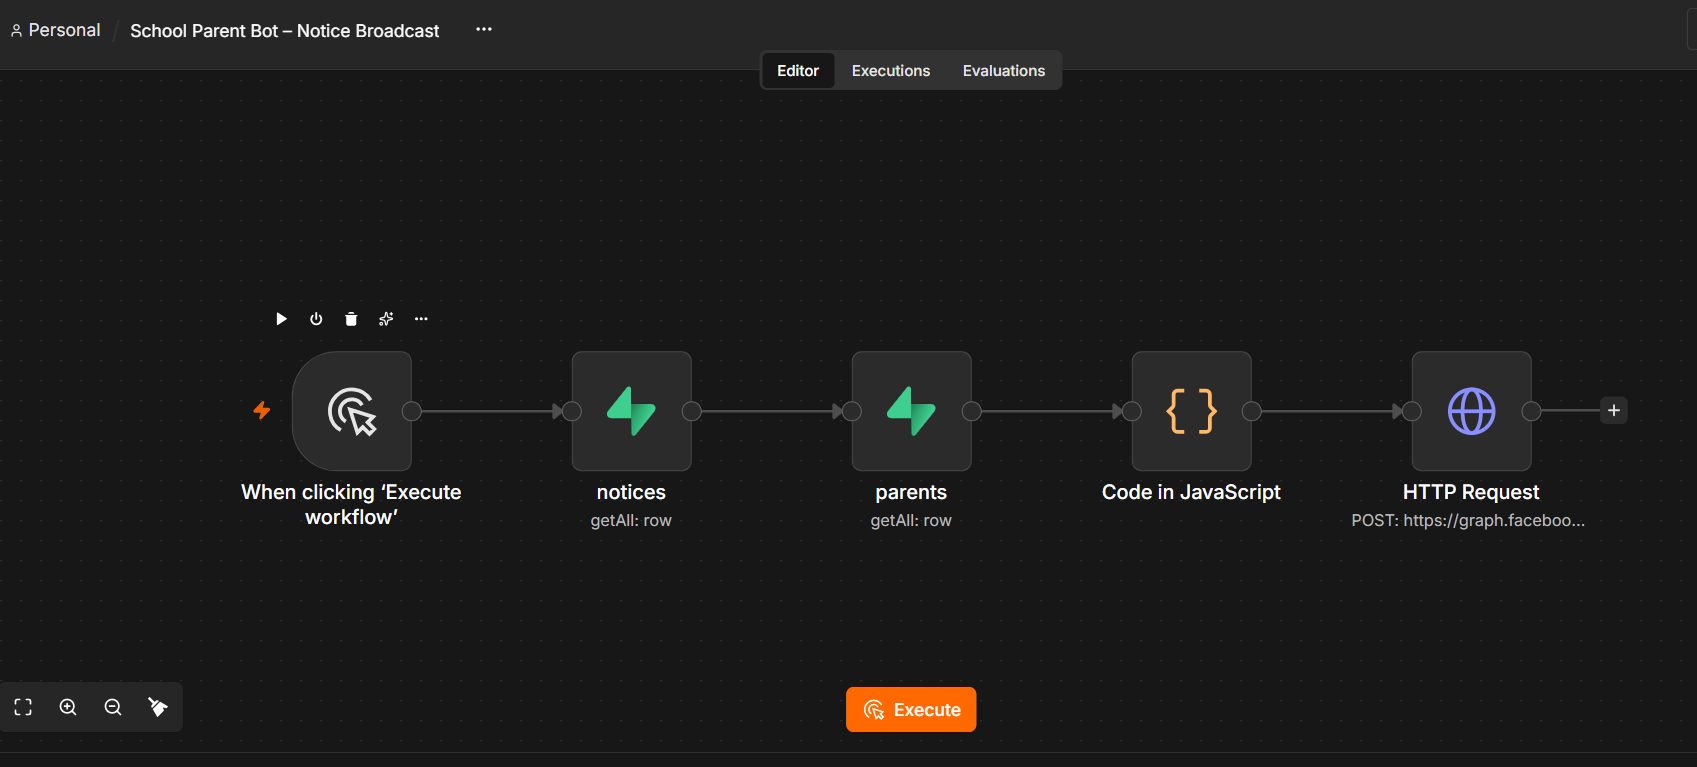 Personal / School Parent Bot – Notice Broadcast ...
Editor Executions Evaluations
When clicking ‘Execute
workflow’
notices
getAll: row
parents
getAll: row
Code in JavaScript
{ }
HTTP Request
POST: https://graph.faceboo...
Execute